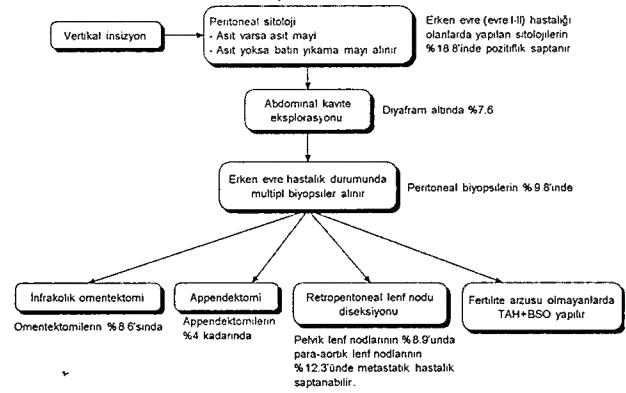 Vertikal insizyon
Peritoneal sitoloji
- Asit varsa asit mayi
- Asit yoksa batın yıkama mayi alınır
Erken evre (evre I-II) hastalığı
olanlarda yapılan sitolojilerin
%18.8'inde pozitiflik saptanır
Abdominal kavite
eksplorasyonu
Diyafram altında %7.6
Erken evre hastalık durumunda
multipl biyopsiler alınır
Peritoneal biyopsilerin %9.8'inde
İnfrakolik omentektomi
Omentektomilerin %8.6'sında
Appendektomi
Appendektomilerin
%4 kadarında
Retroperitoneal lenf nodu
diseksiyonu
Pelvik lenf nodlarının %8.9'unda
para-aortik lenf nodlarının
%12.3'ünde metastatik hastalık
saptanabilir.
Fertilite arzusu olmayanlarda
TAH+BSO yapılır